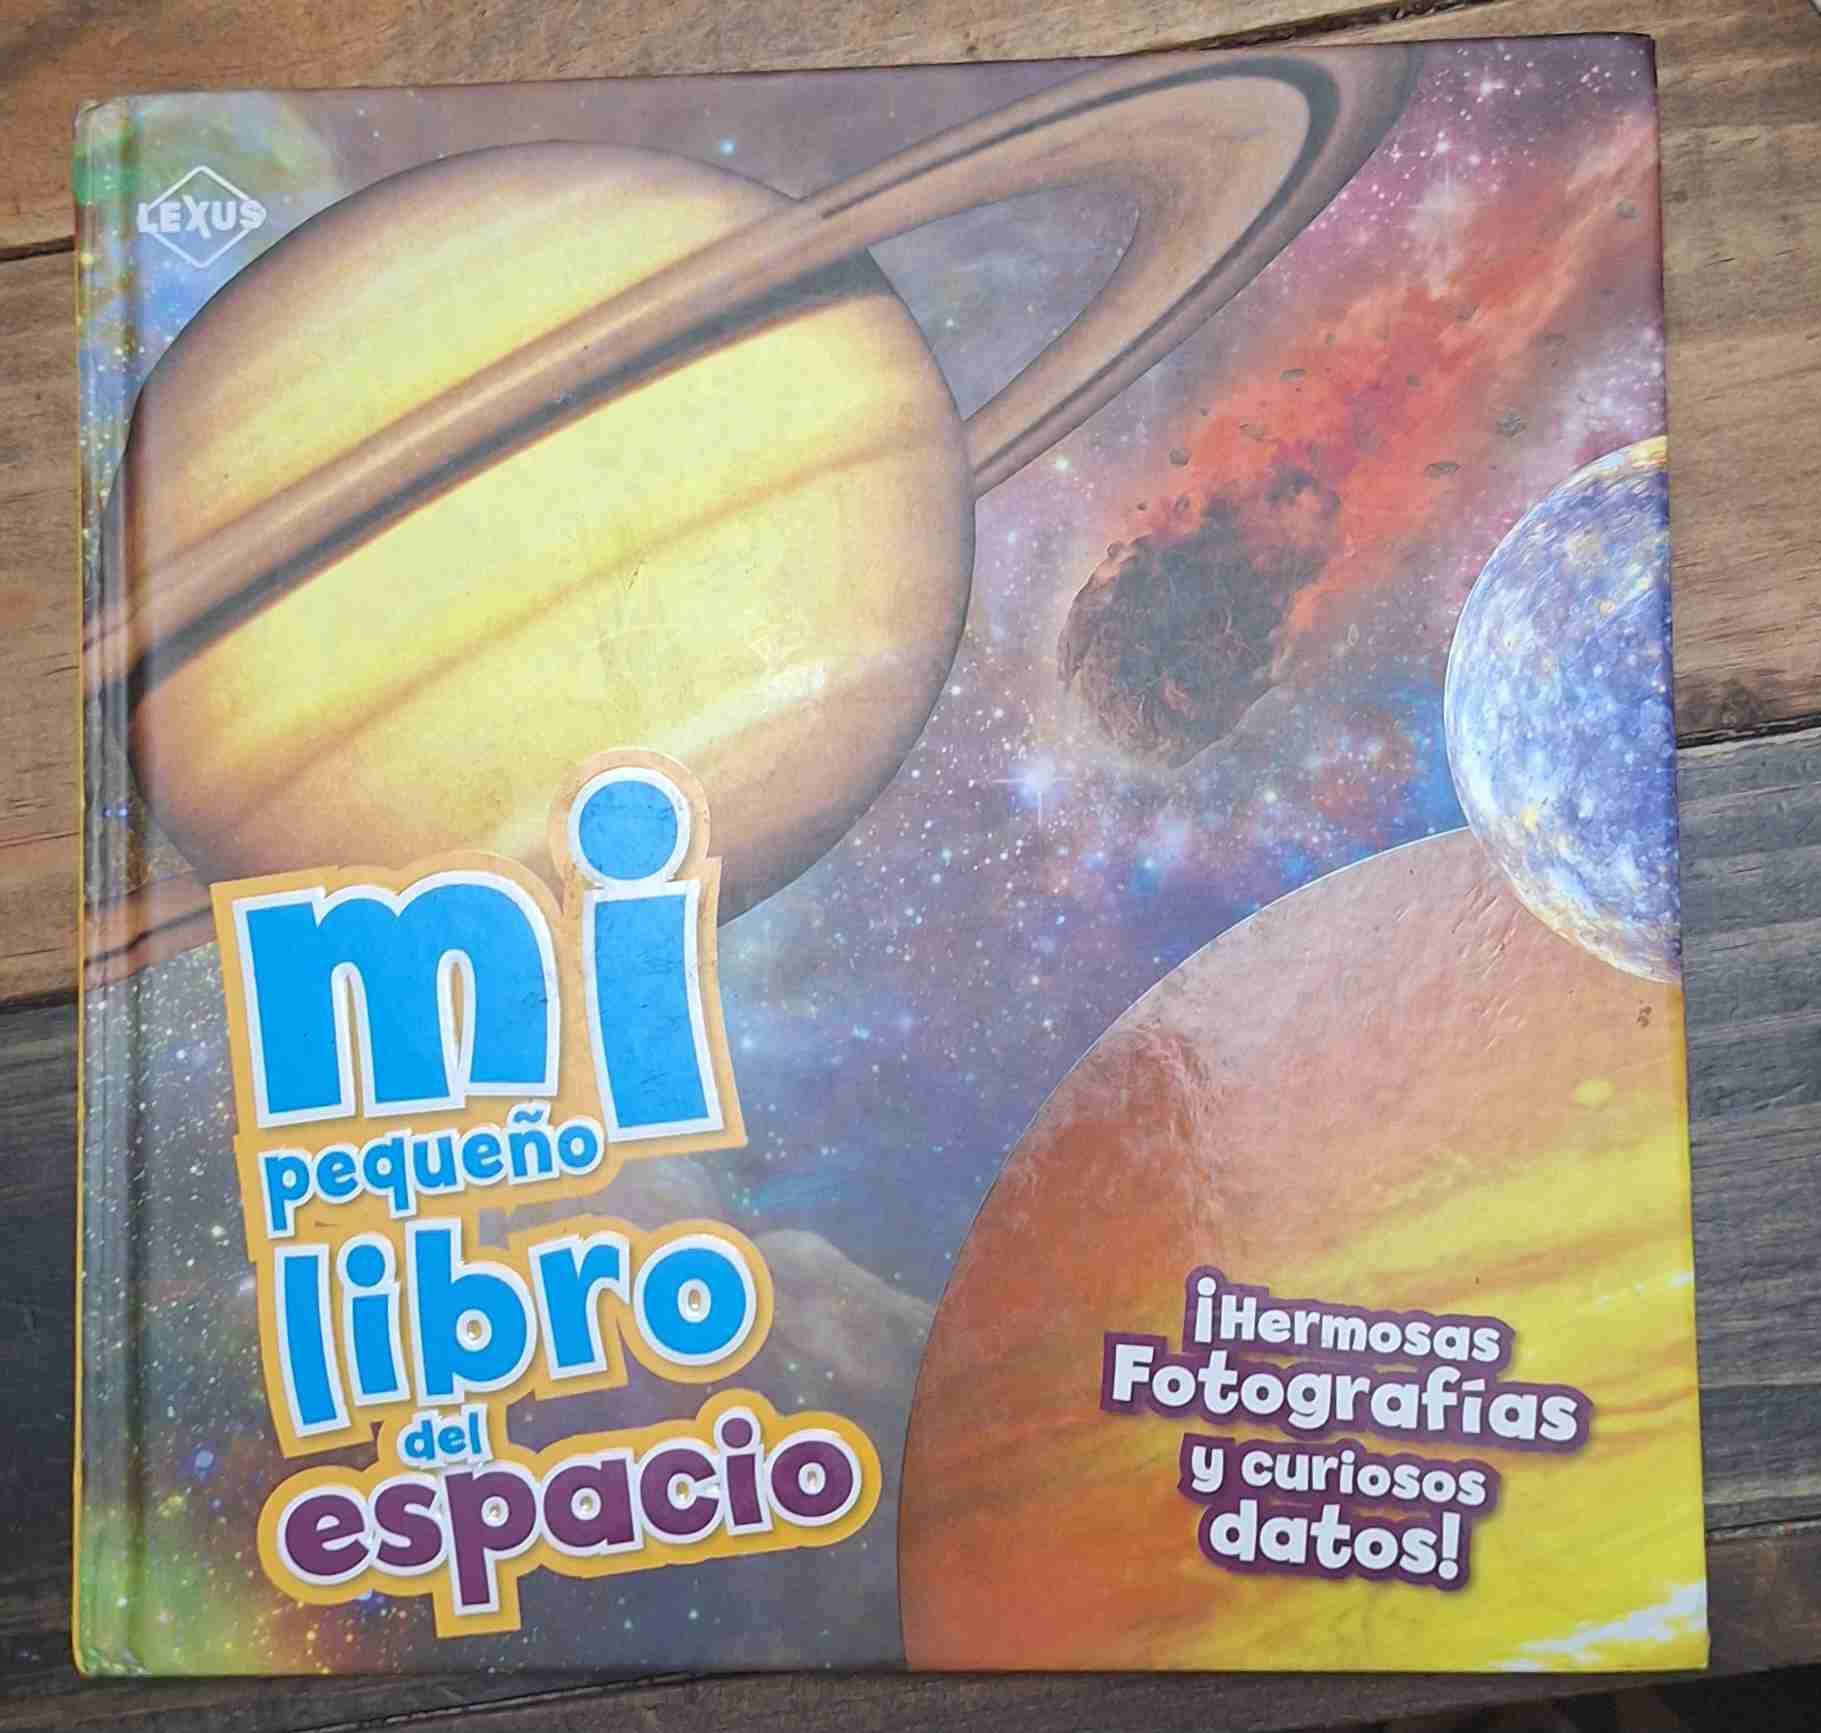 LEXUS
mi
pequeño
libro
del
espacio
¡Hermosas
Fotografías
y curiosos
datos!